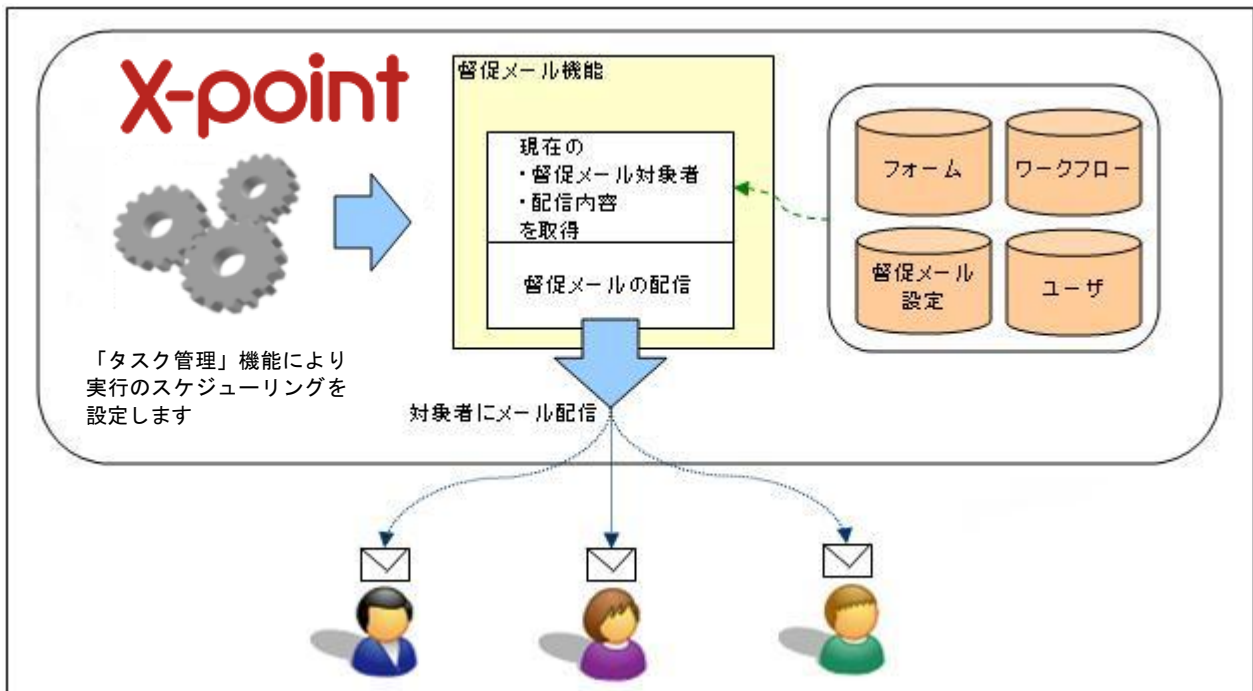 X-point
「タスク管理」機能により
実行のスケジューリングを
設定します
督促メール機能
現在の
・督促メール対象者
・配信内容
を取得
督促メールの配信
対象者にメール配信
フォーム
ワークフロー
督促メール
設定
ユーザ